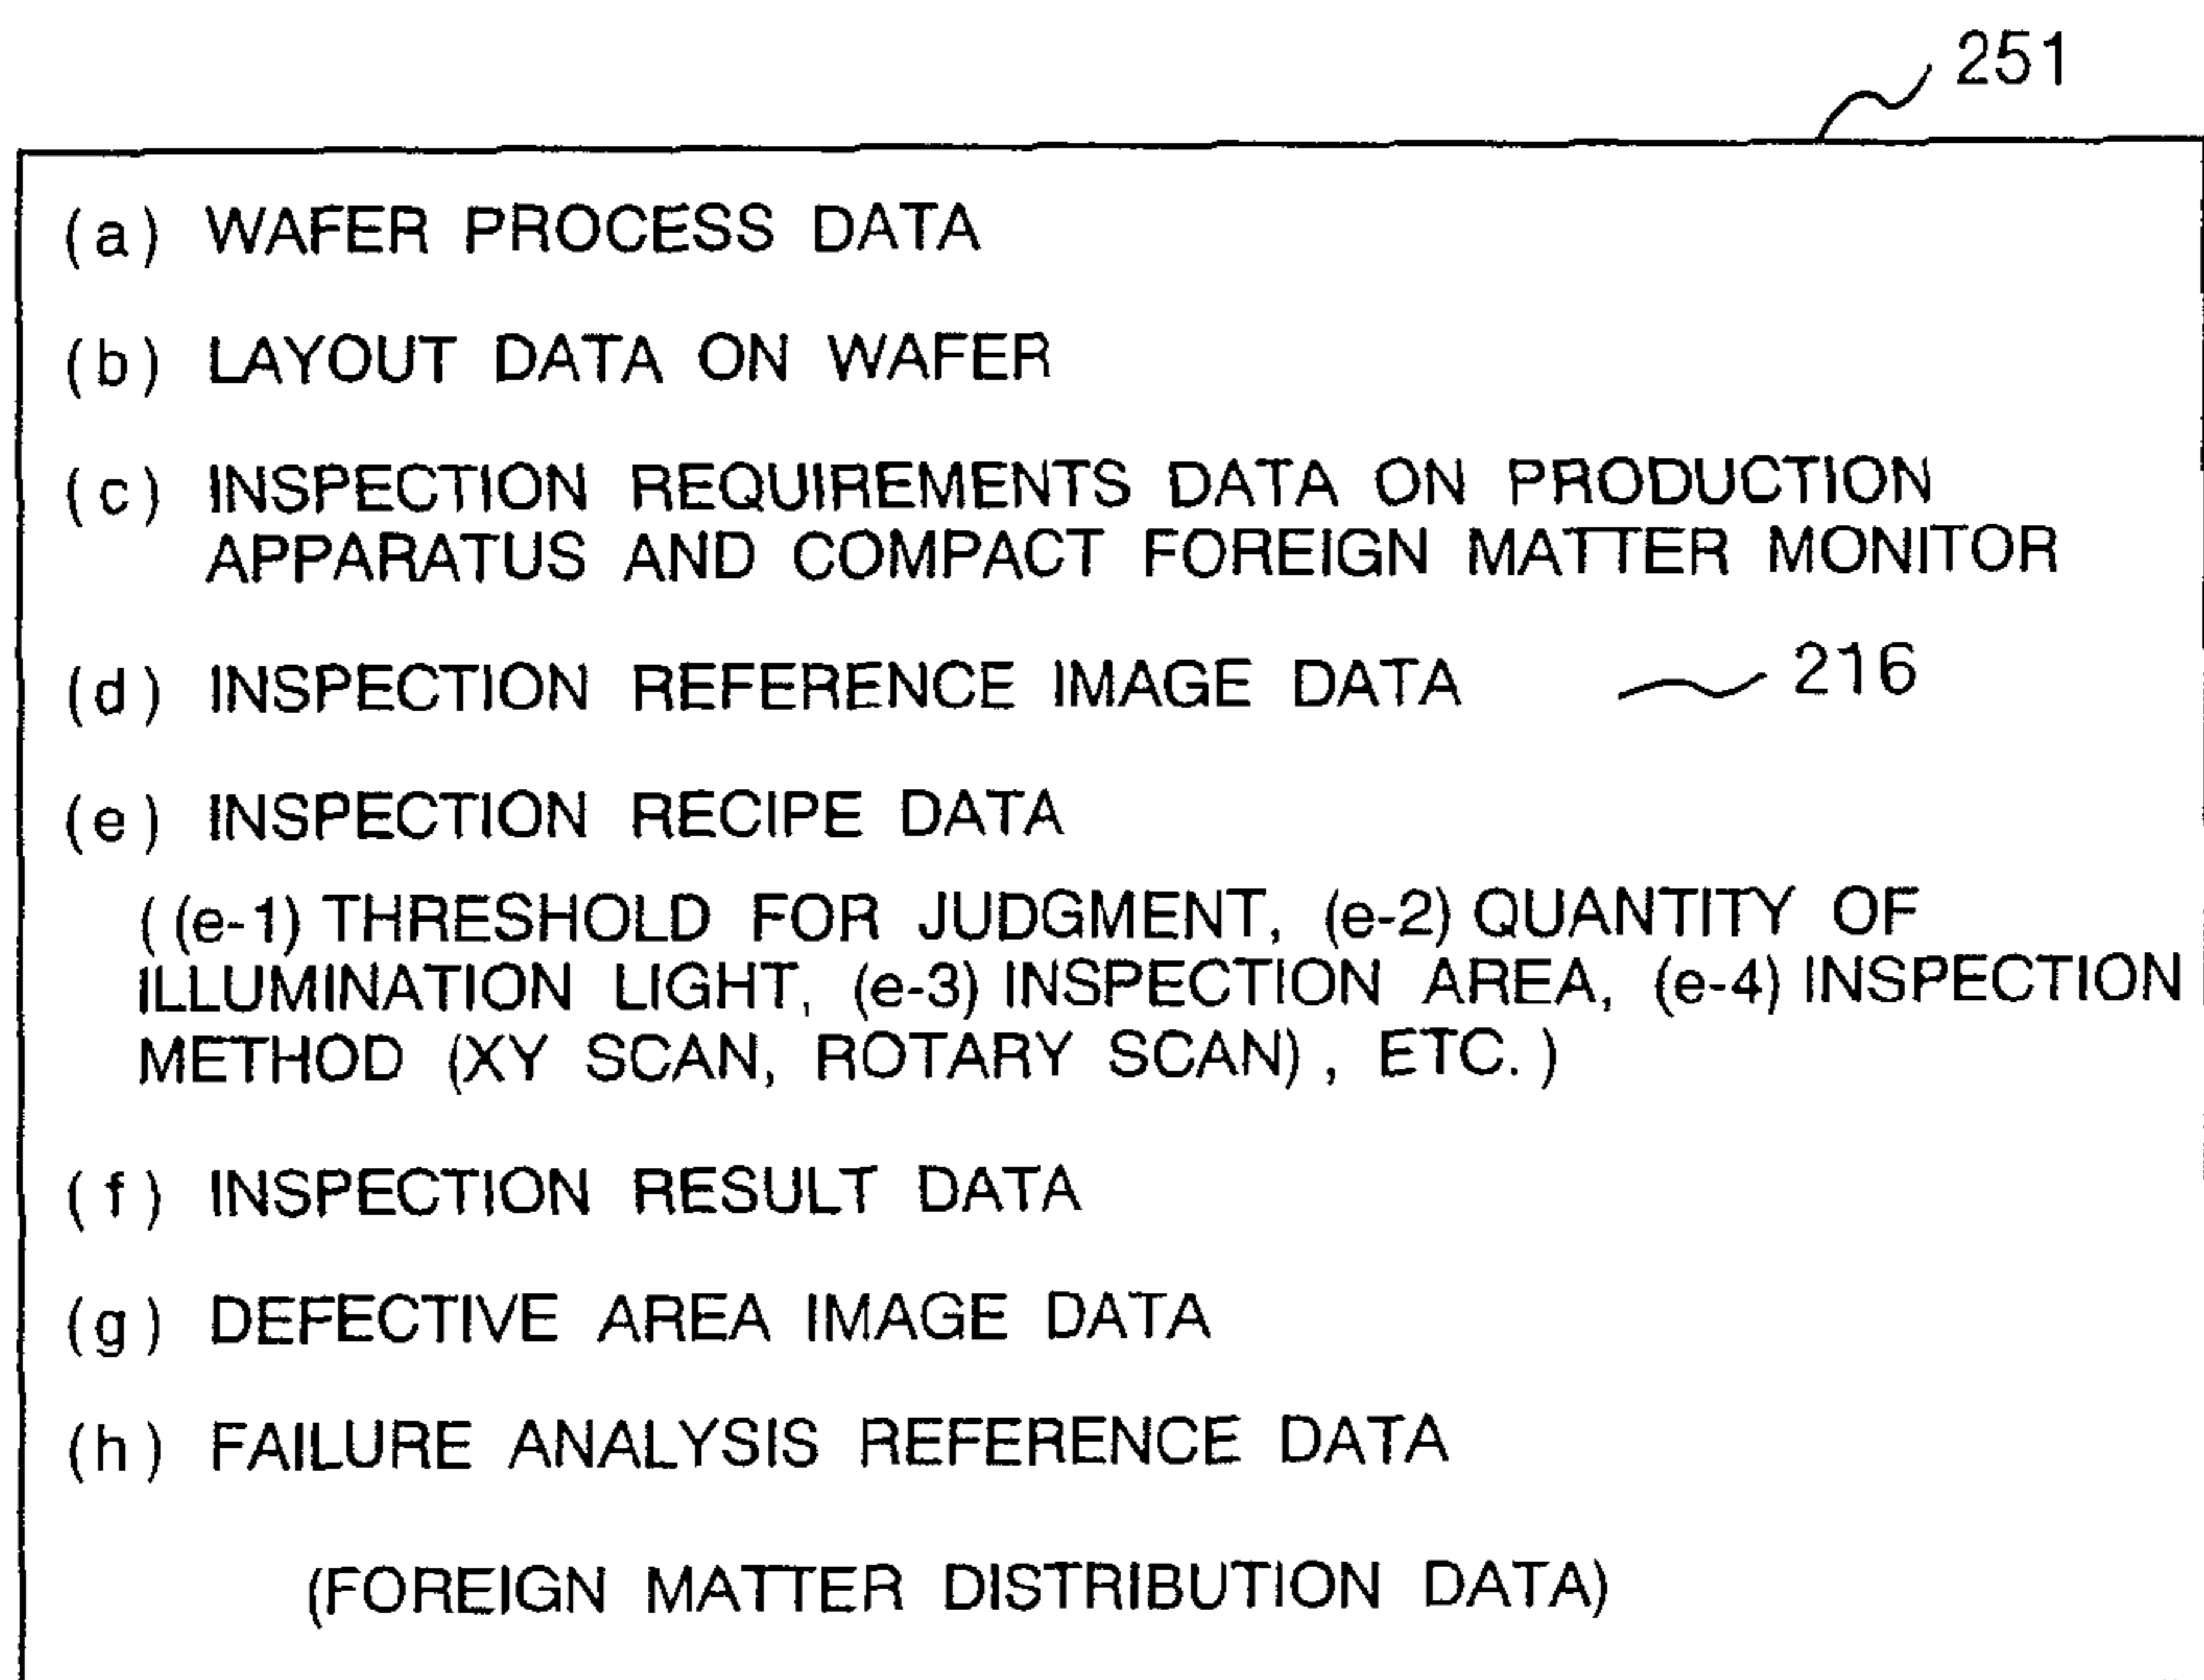 251
(a) WAFER PROCESS DATA
(b) LAYOUT DATA ON WAFER
(c) INSPECTION REQUIREMENTS DATA ON PRODUCTION
APPARATUS AND COMPACT FOREIGN MATTER MONITOR
(d) INSPECTION REFERENCE IMAGE DATA 216
(e) INSPECTION RECIPE DATA
( (e-1) THRESHOLD FOR JUDGMENT, (e-2) QUANTITY OF
ILLUMINATION LIGHT, (e-3) INSPECTION AREA, (e-4) INSPECTION
METHOD (XY SCAN, ROTARY SCAN), ETC. )
(f) INSPECTION RESULT DATA
(g) DEFECTIVE AREA IMAGE DATA
(h) FAILURE ANALYSIS REFERENCE DATA
(FOREIGN MATTER DISTRIBUTION DATA)